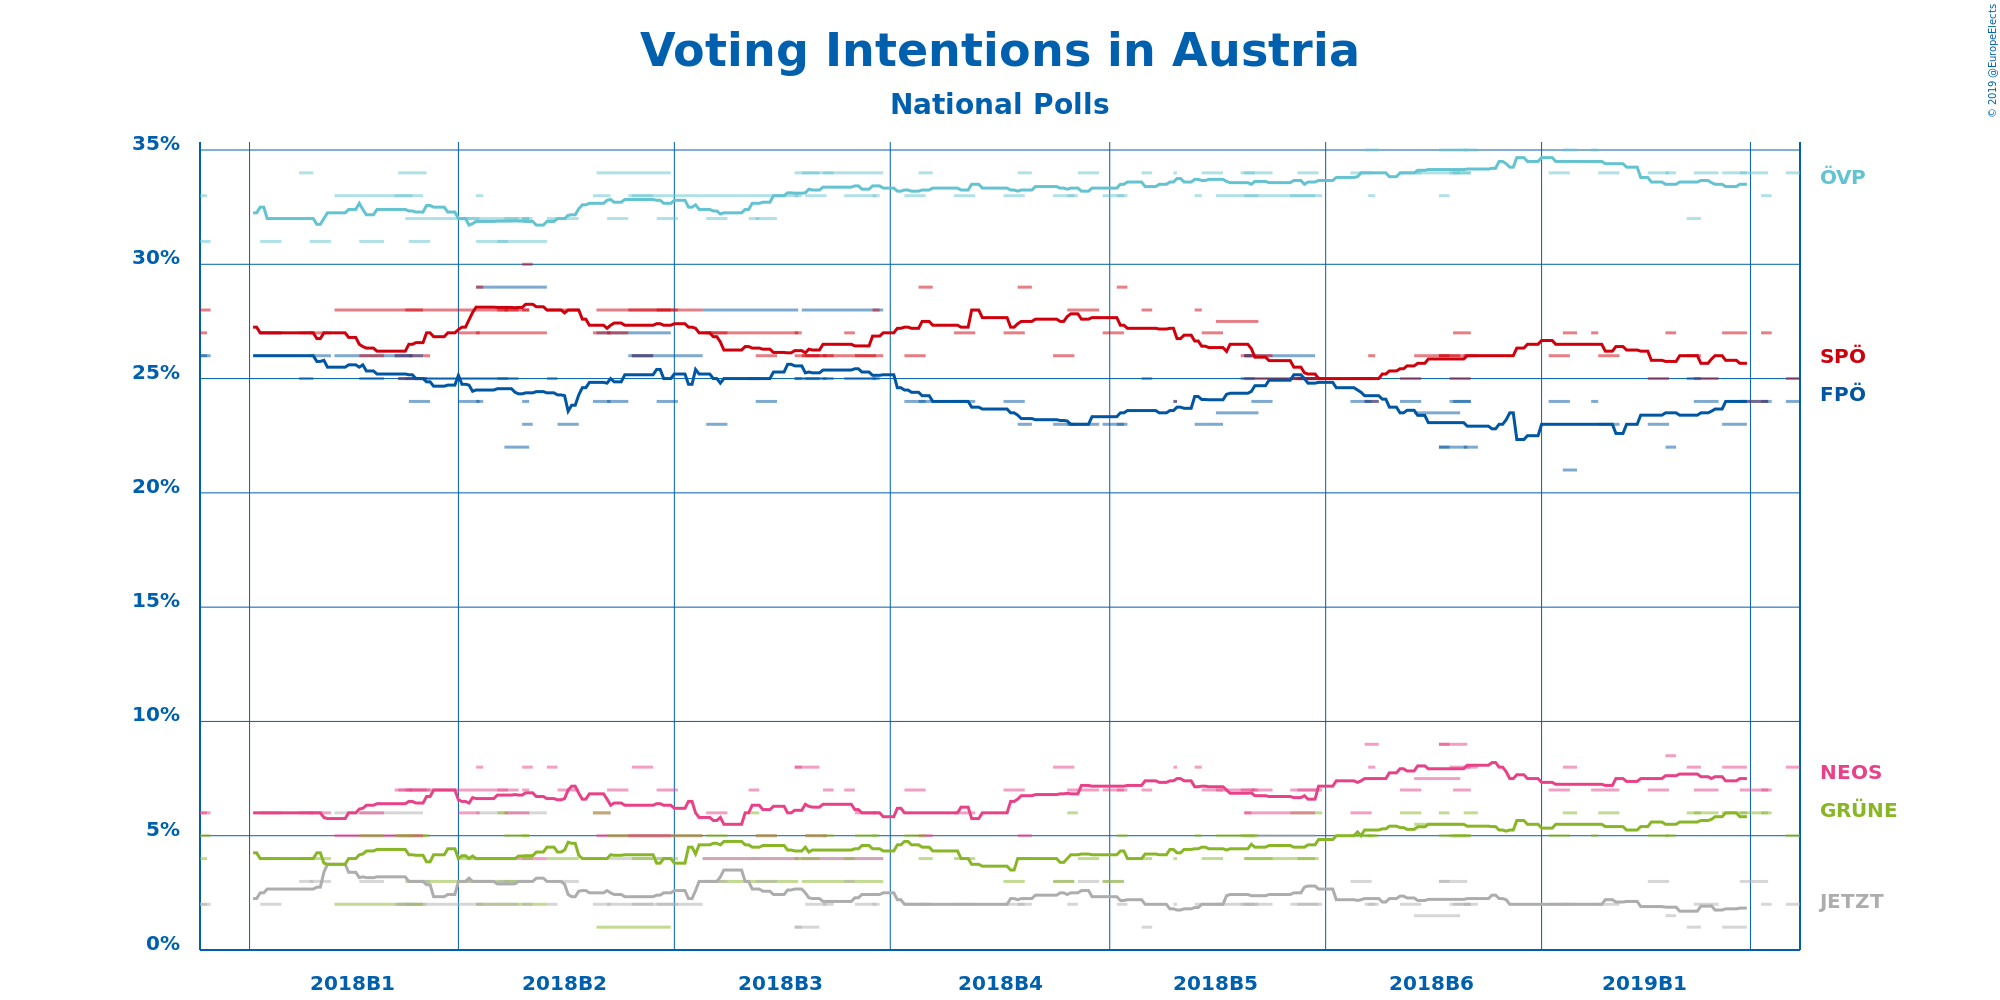 Voting Intentions in Austria
National Polls
© 2019 @EuropeElects
35%
30%
25%
20%
15%
10%
5%
0%
ÖVP
SPÖ
FPÖ
NEOS
GRÜNE
JETZT
2018B1
2018B2
2018B3
2018B4
2018B5
2018B6
2019B1